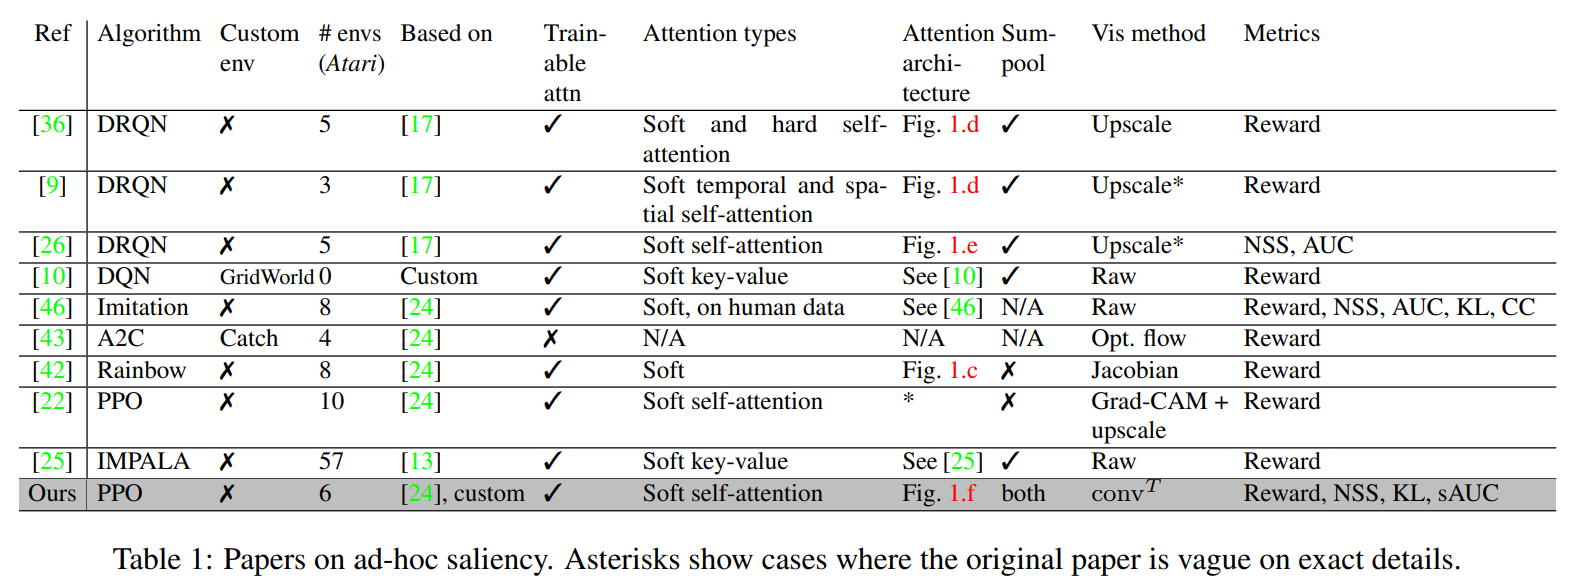 Ref Algorithm Custom # envs Based on Train- Attention types Attention Sum- Vis method Metrics
env (Atari) able archi- pool
attn tecture
[36] DRQN ✗ 5 [17] ✓ Soft and hard self- Fig. 1.d ✓ Upscale Reward
attention
[9] DRQN ✗ 3 [17] ✓ Soft temporal and spa- Fig. 1.d ✓ Upscale* Reward
tial self-attention
[26] DRQN ✗ 5 [17] ✓ Soft self-attention Fig. 1.e ✓ Upscale* NSS, AUC
[10] DQN GridWorld 0 Custom ✓ Soft key-value See [10] ✓ Raw Reward
[46] Imitation ✗ 8 [24] ✓ Soft, on human data See [46] N/A Raw Reward, NSS, AUC, KL, CC
[43] A2C Catch 4 [24] ✗ N/A N/A N/A Opt. flow Reward
[42] Rainbow ✗ 8 [24] ✓ Soft Fig. 1.c ✗ Jacobian Reward
[22] PPO ✗ 10 [24] ✓ Soft self-attention * ✗ Grad-CAM + Reward
upscale
[25] IMPALA ✗ 57 [13] ✓ Soft key-value See [25] ✓ Raw Reward
Ours PPO ✗ 6 [24], custom ✓ Soft self-attention Fig. 1.f both conv^T Reward, NSS, KL, sAUC
Table 1: Papers on ad-hoc saliency. Asterisks show cases where the original paper is vague on exact details.